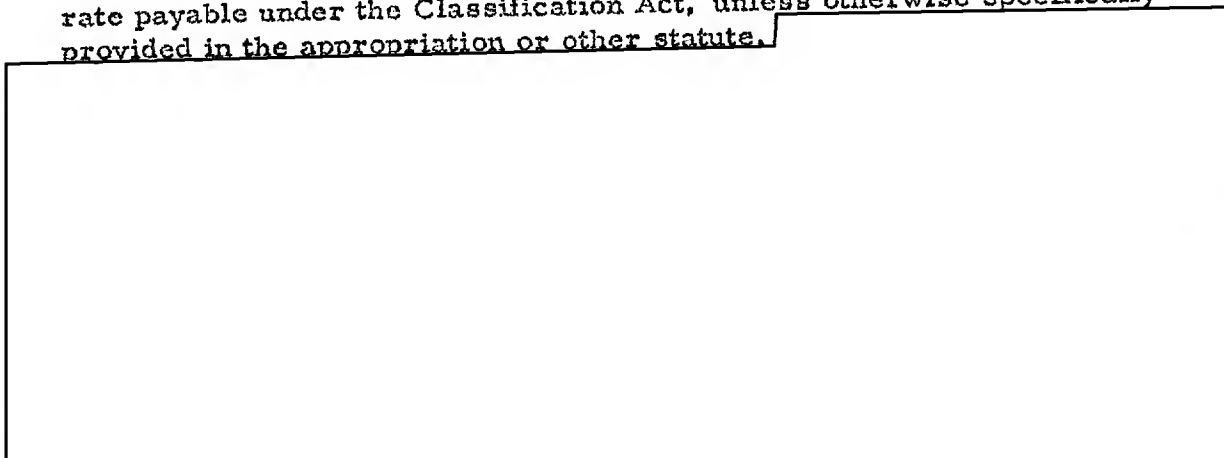 rate payable under the Classification Act, unless otherwise specifically
provided in the appropriation or other statute.